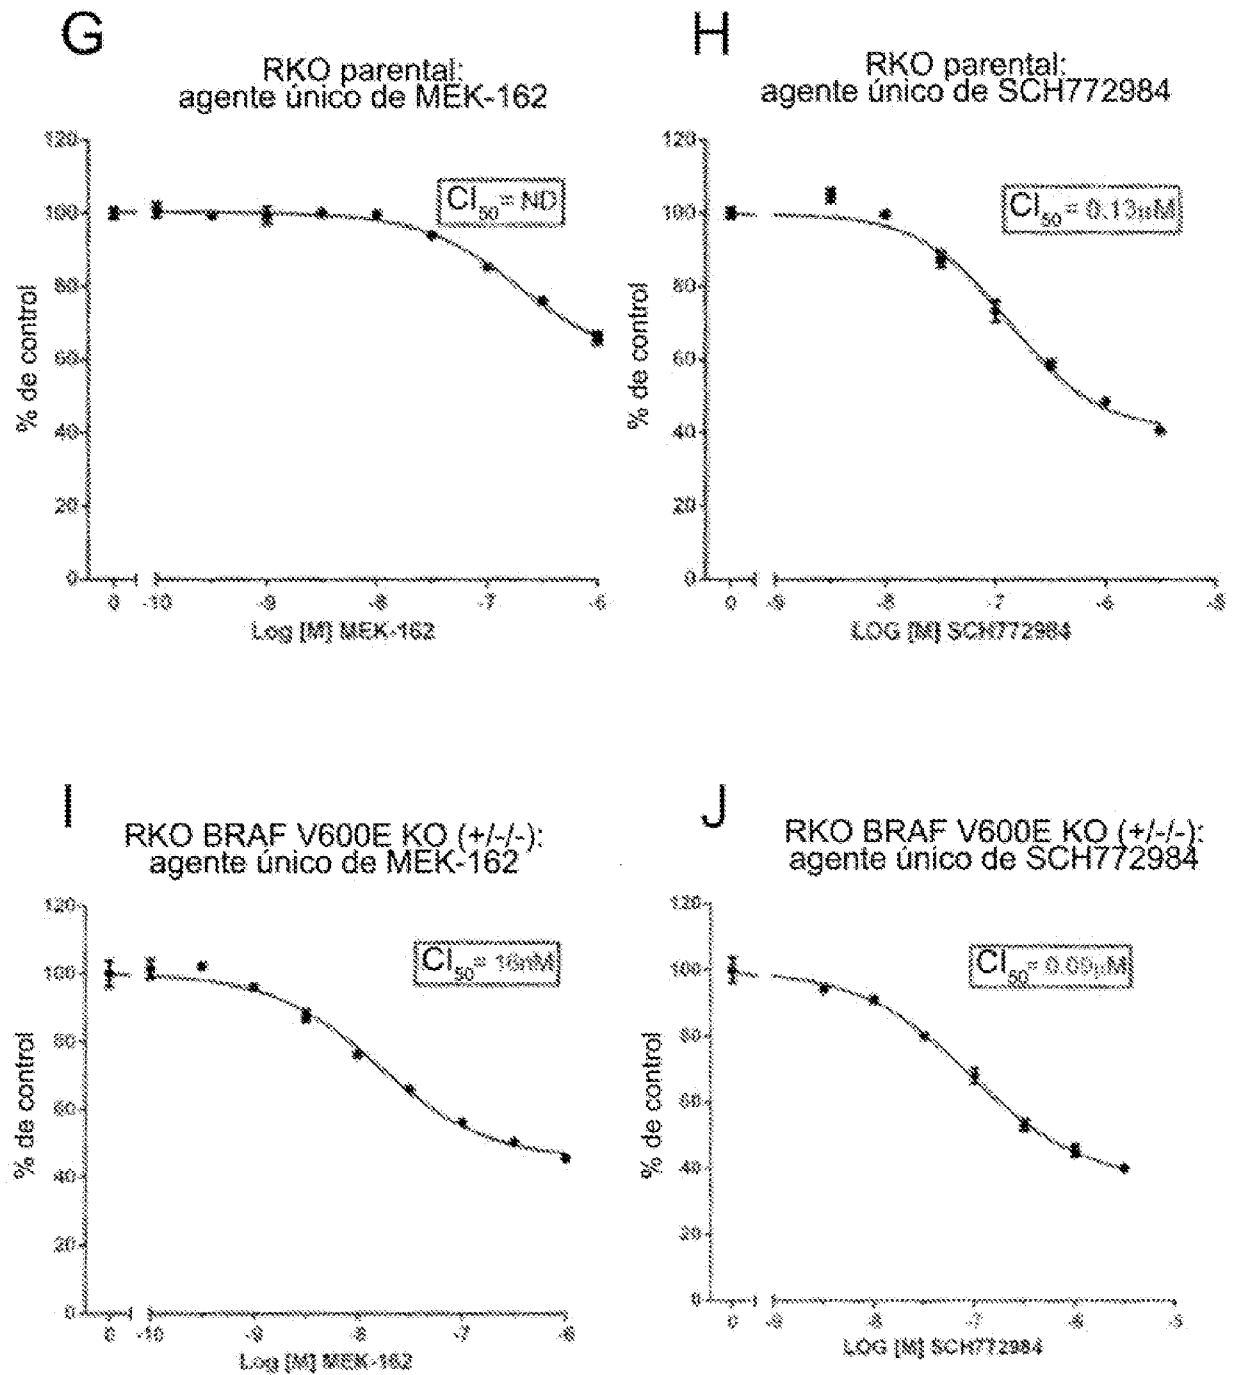 G
RKO parental:
agente único de MEK-162
CI50 = ND
% de control
120
100
80
60
40
20
0
0 -10 -9 -8 -7 -6
Log [M] MEK-162
H
RKO parental:
agente único de SCH772984
CI50 = 0.13µM
% de control
120
100
80
60
40
20
0
0 -9 -8 -7 -6
LOG [M] SCH772984
I
RKO BRAF V600E KO (+/-/-):
agente único de MEK-162
CI50 = 16nM
% de control
120
100
80
60
40
20
0
0 -10 -9 -8 -7 -6
Log [M] MEK-162
J
RKO BRAF V600E KO (+/-/-):
agente único de SCH772984
CI50 = 0.09µM
% de control
120
100
80
60
40
20
0
0 -9 -8 -7 -6 -5
LOG [M] SCH772984